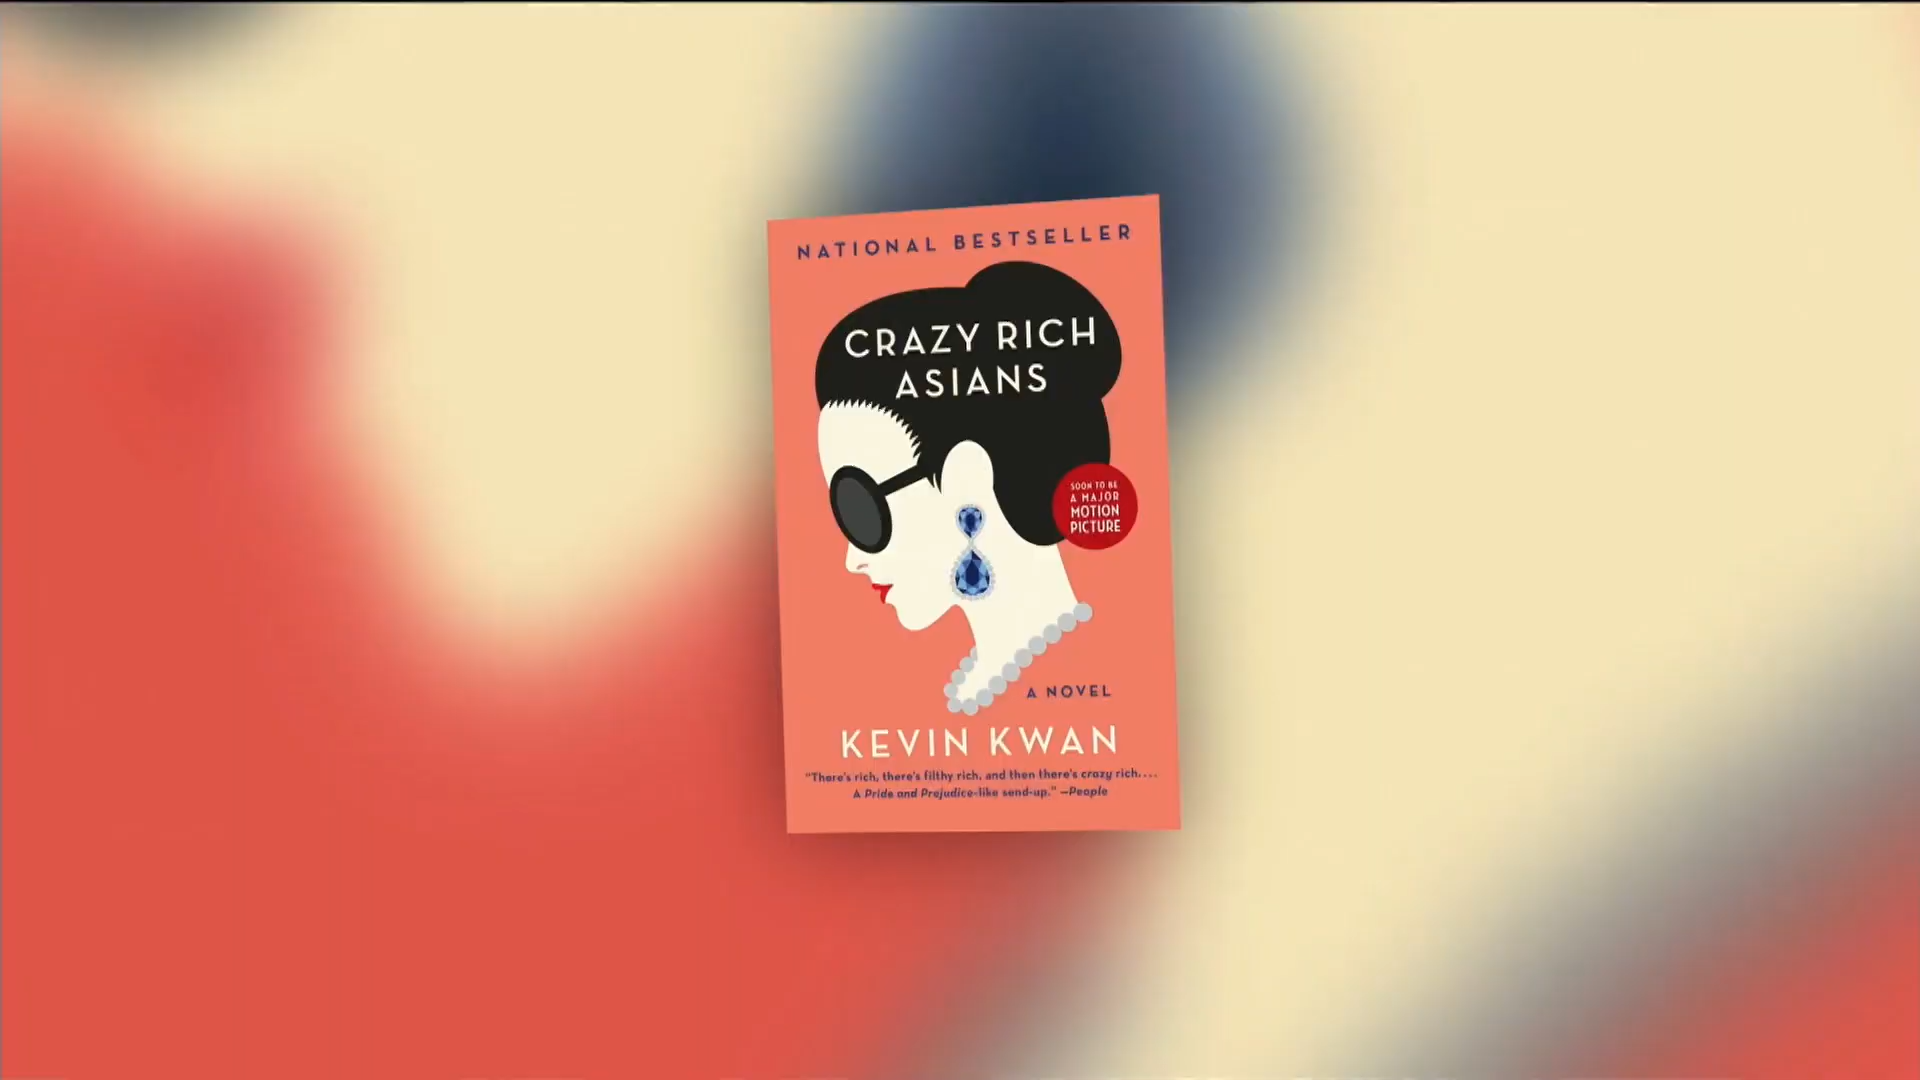 NATIONAL BESTSELLER
CRAZY RICH
ASIANS
SOON TO BE
A MAJOR
MOTION
PICTURE
A NOVEL
KEVIN KWAN
“There's rich, there's filthy rich, and then there's crazy rich....
A Pride and Prejudice-like send-up.” —People